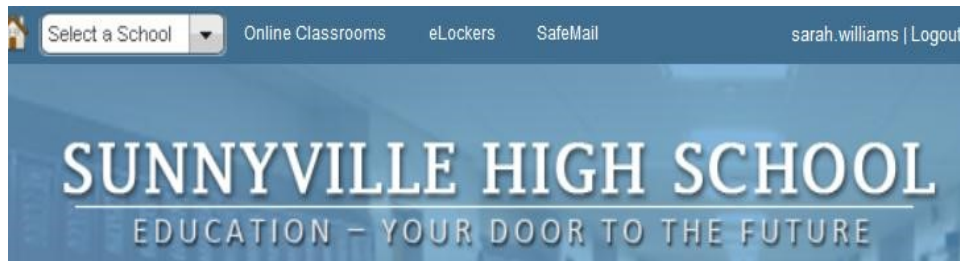 Select a School Online Classrooms eLockers SafeMail sarah.williams | Logout
SUNNYVILLE HIGH SCHOOL
EDUCATION – YOUR DOOR TO THE FUTURE